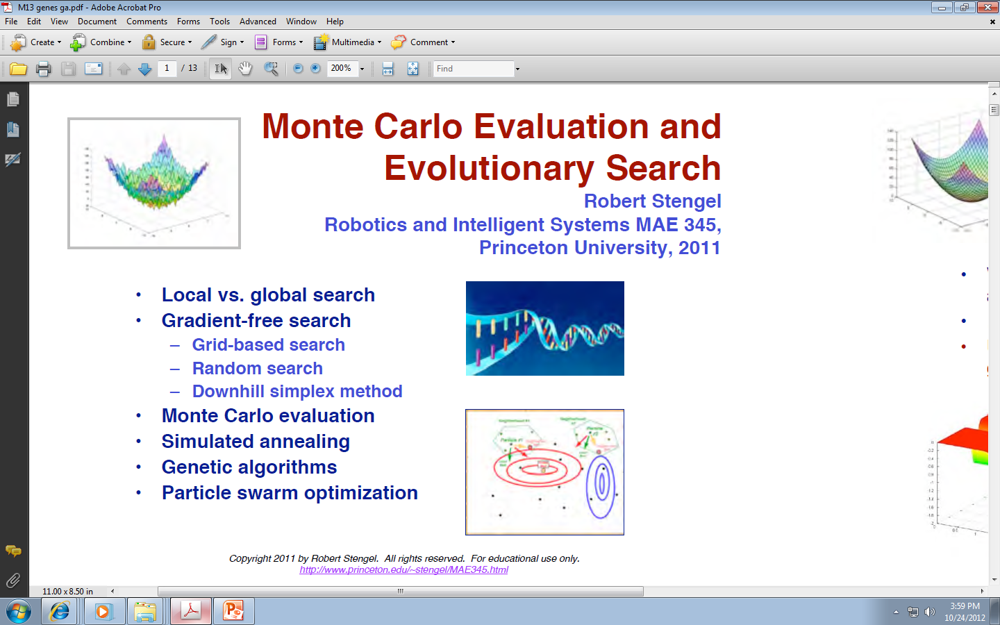 M13 genes ga.pdf - Adobe Acrobat Pro
File Edit View Document Comments Forms Tools Advanced Window Help
Create Combine Secure Sign Forms Multimedia Comment
1 / 13 200% Find
Monte Carlo Evaluation and
Evolutionary Search
Robert Stengel
Robotics and Intelligent Systems MAE 345,
Princeton University, 2011
• Local vs. global search
• Gradient-free search
– Grid-based search
– Random search
– Downhill simplex method
• Monte Carlo evaluation
• Simulated annealing
• Genetic algorithms
• Particle swarm optimization
Copyright 2011 by Robert Stengel. All rights reserved. For educational use only.
http://www.princeton.edu/~stengel/MAE345.html
11.00 x 8.50 in
3:59 PM
10/24/2012